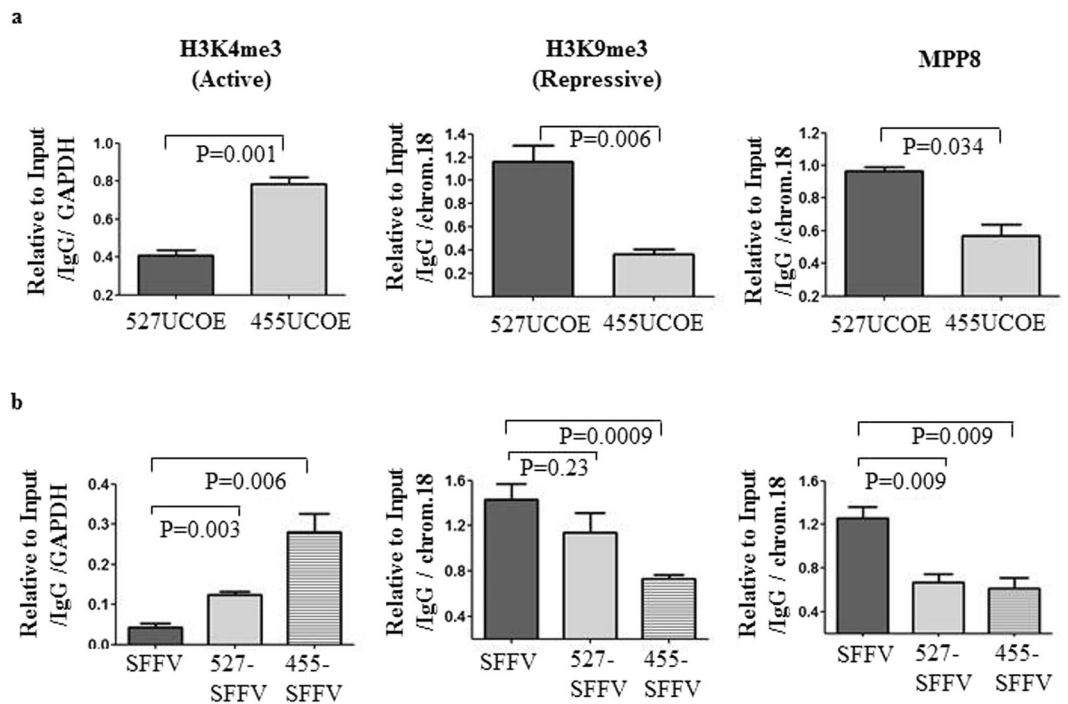 a
H3K4me3
(Active)
Relative to Input
/IgG/ GAPDH
1.0
0.8
0.6
0.4
0.2
P=0.001
527UCOE
455UCOE
H3K9me3
(Repressive)
Relative to Input
/IgG /chrom.18
1.4
1.2
1.0
0.8
0.6
0.4
0.2
P=0.006
527UCOE
455UCOE
MPP8
Relative to Input
/IgG /chrom.18
1.2
1.0
0.8
0.6
0.4
0.2
P=0.034
527UCOE
455UCOE
b
Relative to Input
/IgG /GAPDH
0.4
0.3
0.2
0.1
0.0
P=0.006
P=0.003
SFFV
527-
SFFV
455-
SFFV
Relative to Input
/IgG / chrom.18
1.6
1.2
0.8
0.4
P=0.0009
P=0.23
SFFV
527-
SFFV
455-
SFFV
Relative to Input
/IgG / chrom.18
1.6
1.2
0.8
0.4
P=0.009
P=0.009
SFFV
527-
SFFV
455-
SFFV